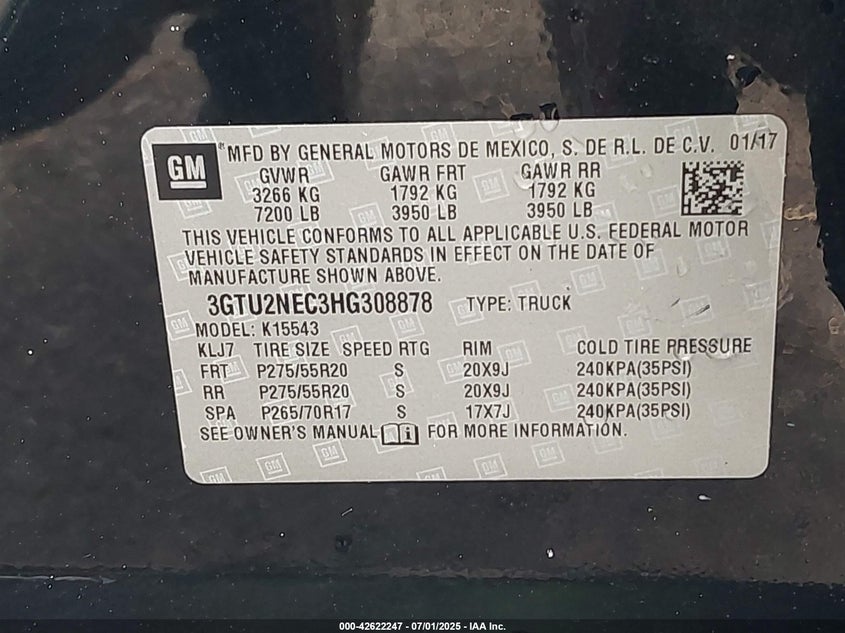 GM ® MFD BY GENERAL MOTORS DE MEXICO, S. DE R.L. DE C.V. 01/17
GVWR GAWR FRT GAWR RR
3266 KG 1792 KG 1792 KG
7200 LB 3950 LB 3950 LB
THIS VEHICLE CONFORMS TO ALL APPLICABLE U.S. FEDERAL MOTOR
VEHICLE SAFETY STANDARDS IN EFFECT ON THE DATE OF
MANUFACTURE SHOWN ABOVE.
3GTU2NEC3HG308878 TYPE: TRUCK
MODEL: K15543
KLJ7 TIRE SIZE SPEED RTG RIM COLD TIRE PRESSURE
FRT P275/55R20 S 20X9J 240KPA(35PSI)
RR P275/55R20 S 20X9J 240KPA(35PSI)
SPA P265/70R17 S 17X7J 240KPA(35PSI)
SEE OWNER'S MANUAL FOR MORE INFORMATION.
000-42622247 - 07/01/2025 - IAA Inc.